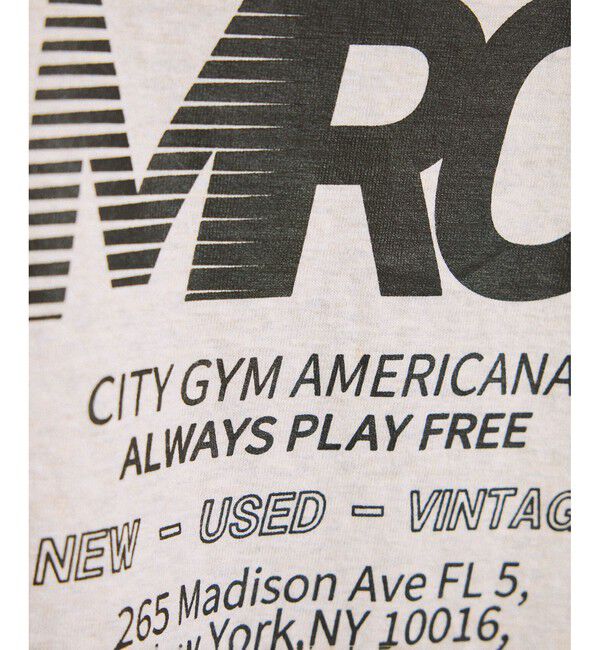 MRC
CITY GYM AMERICANA
ALWAYS PLAY FREE
NEW - USED - VINTAG
265 Madison Ave FL 5,
York, NY 10016,